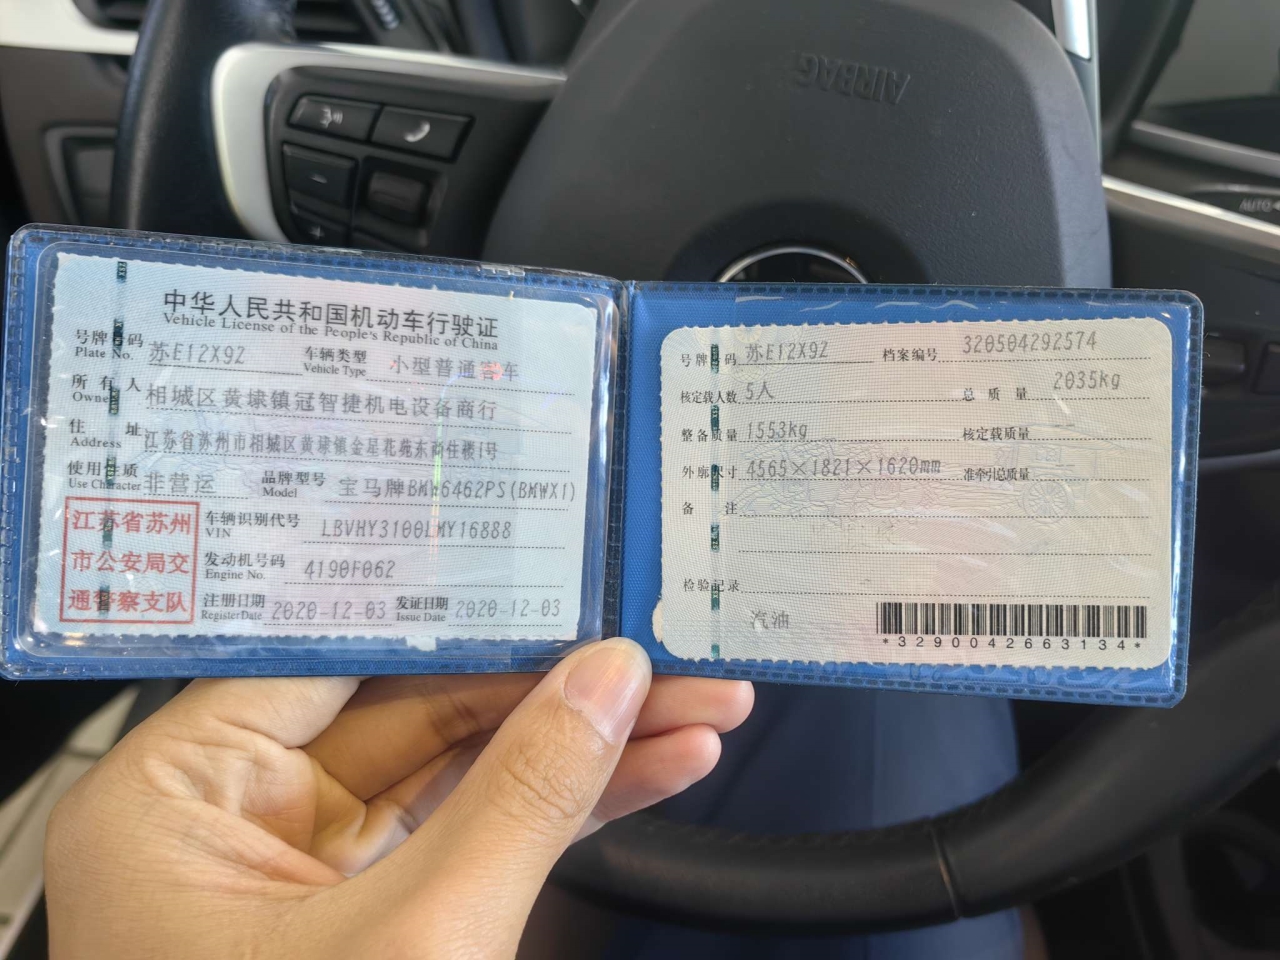 AIRBAG
AUTO
中华人民共和国机动车行驶证
Vehicle License of the People's Republic of China
号牌号码 苏E12X92 车辆类型 小型普通客车
Plate No. Vehicle Type
所有人 相城区黄埭镇冠智捷机电设备商行
Owner
住址 江苏省苏州市相城区黄埭镇金星花苑东商住楼1号
Address
使用性质 非营运 品牌型号 宝马牌BMW6462PS(BMWX1)
Use Character Model
江苏省苏州
市公安局交
通警察支队
车辆识别代号 LBVHY3100LMY16888
VIN
发动机号码 4190F062
Engine No.
注册日期 2020-12-03 发证日期 2020-12-03
Register Date Issue Date
号牌号码 苏E12X92 档案编号 320504292574
核定载人数 5人 总质量 2035kg
整备质量 1553kg 核定载质量
外廓尺寸 4565×1821×1620mm 准牵引总质量
备注
检验记录
汽油
*3290042663134*